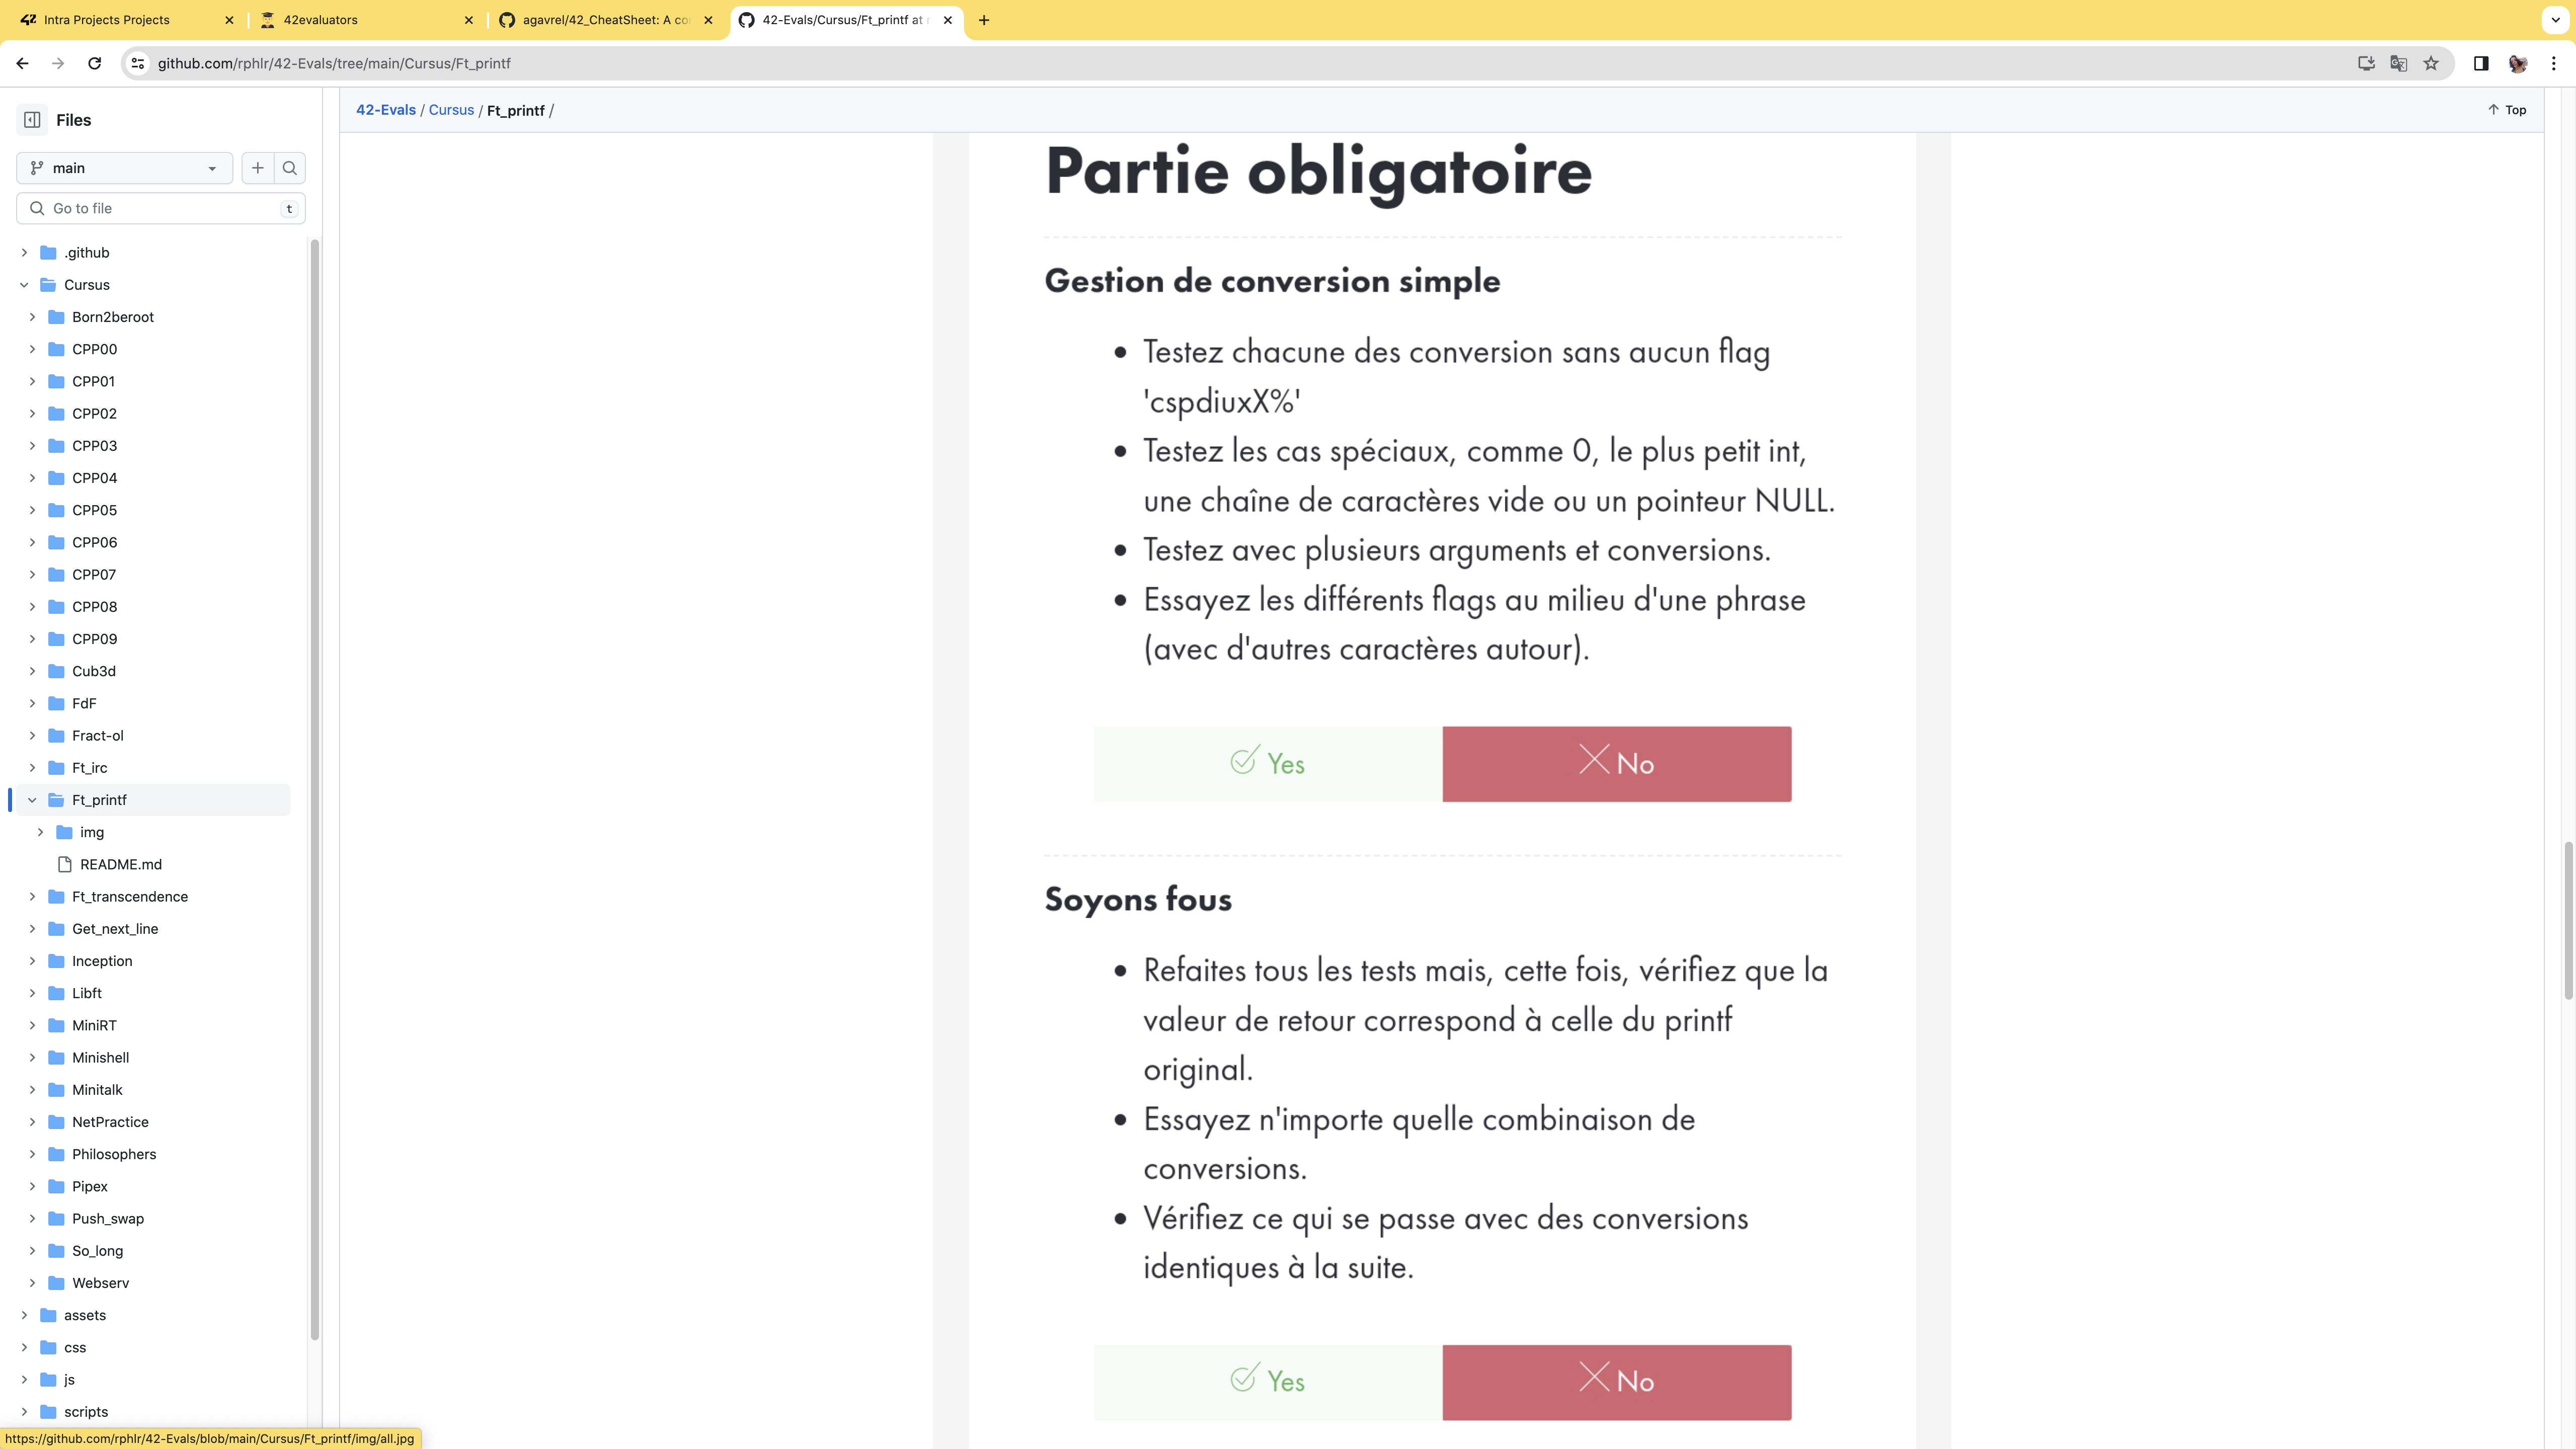 Intra Projects Projects
42evaluators
agavrel/42_CheatSheet: A co
42-Evals/Cursus/Ft_printf at
github.com/rphlr/42-Evals/tree/main/Cursus/Ft_printf
Files
main
Go to file
t
.github
Cursus
Born2beroot
CPP00
CPP01
CPP02
CPP03
CPP04
CPP05
CPP06
CPP07
CPP08
CPP09
Cub3d
FdF
Fract-ol
Ft_irc
Ft_printf
img
README.md
Ft_transcendence
Get_next_line
Inception
Libft
MiniRT
Minishell
Minitalk
NetPractice
Philosophers
Pipex
Push_swap
So_long
Webserv
assets
css
js
scripts
https://github.com/rphlr/42-Evals/blob/main/Cursus/Ft_printf/img/all.jpg
42-Evals / Cursus / Ft_printf /
Top
Partie obligatoire
Gestion de conversion simple
• Testez chacune des conversion sans aucun flag
'cspdiuxX%'
• Testez les cas spéciaux, comme 0, le plus petit int,
une chaîne de caractères vide ou un pointeur NULL.
• Testez avec plusieurs arguments et conversions.
• Essayez les différents flags au milieu d'une phrase
(avec d'autres caractères autour).
Yes
No
Soyons fous
• Refaites tous les tests mais, cette fois, vérifiez que la
valeur de retour correspond à celle du printf
original.
• Essayez n'importe quelle combinaison de
conversions.
• Vérifiez ce qui se passe avec des conversions
identiques à la suite.
Yes
No